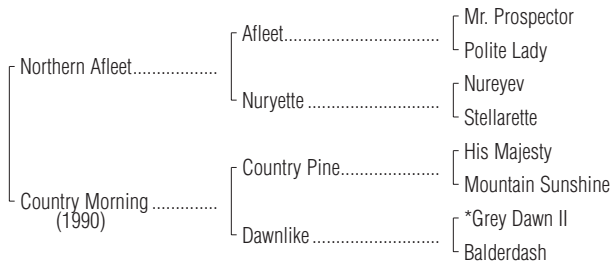 Mr. Prospector
Afleet
Polite Lady
Northern Afleet
Nureyev
Nuryette
Stellarette
His Majesty
Country Pine
Mountain Sunshine
Country Morning
(1990)
*Grey Dawn II
Dawnlike
Balderdash